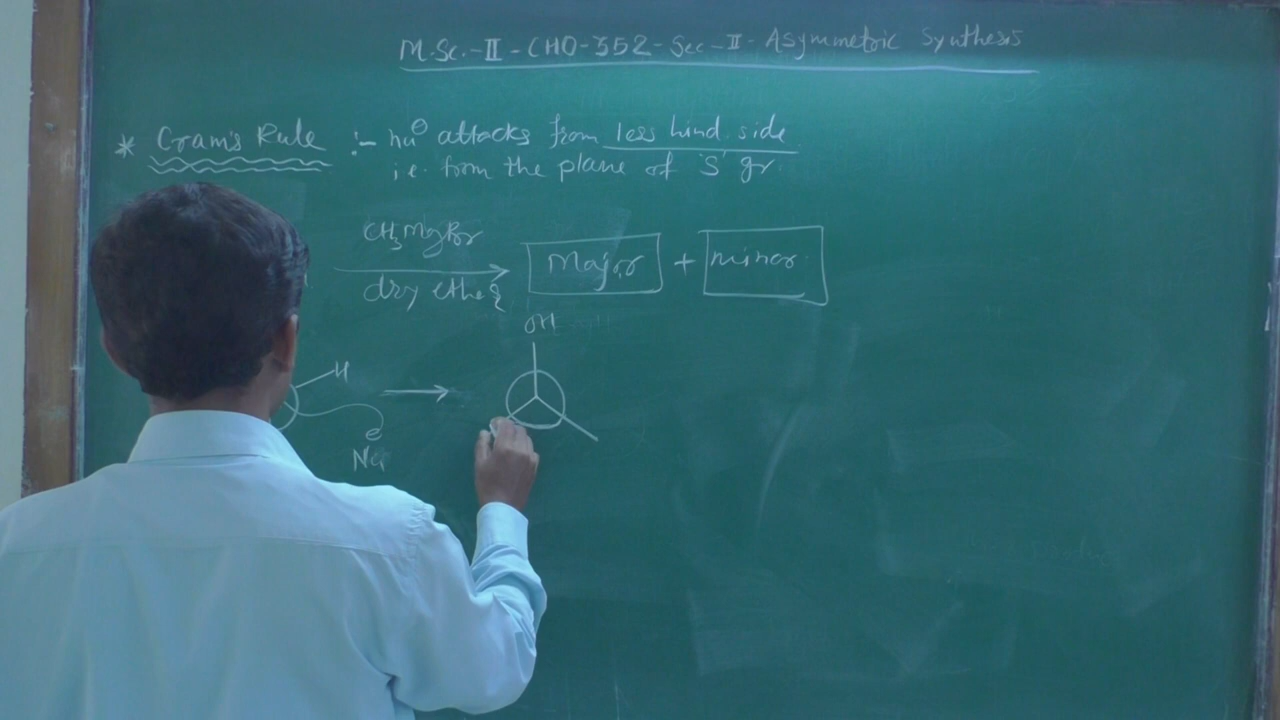 M.Sc.-II-CHO-352-Sec-II-Asymmetric Synthesis
* Cram's Rule :- nu⊖ attacks from less hind. side
i.e. from the plane of 'S' gr.
CH3MgBr
dry ether
Major + minor
OH
H
Nu